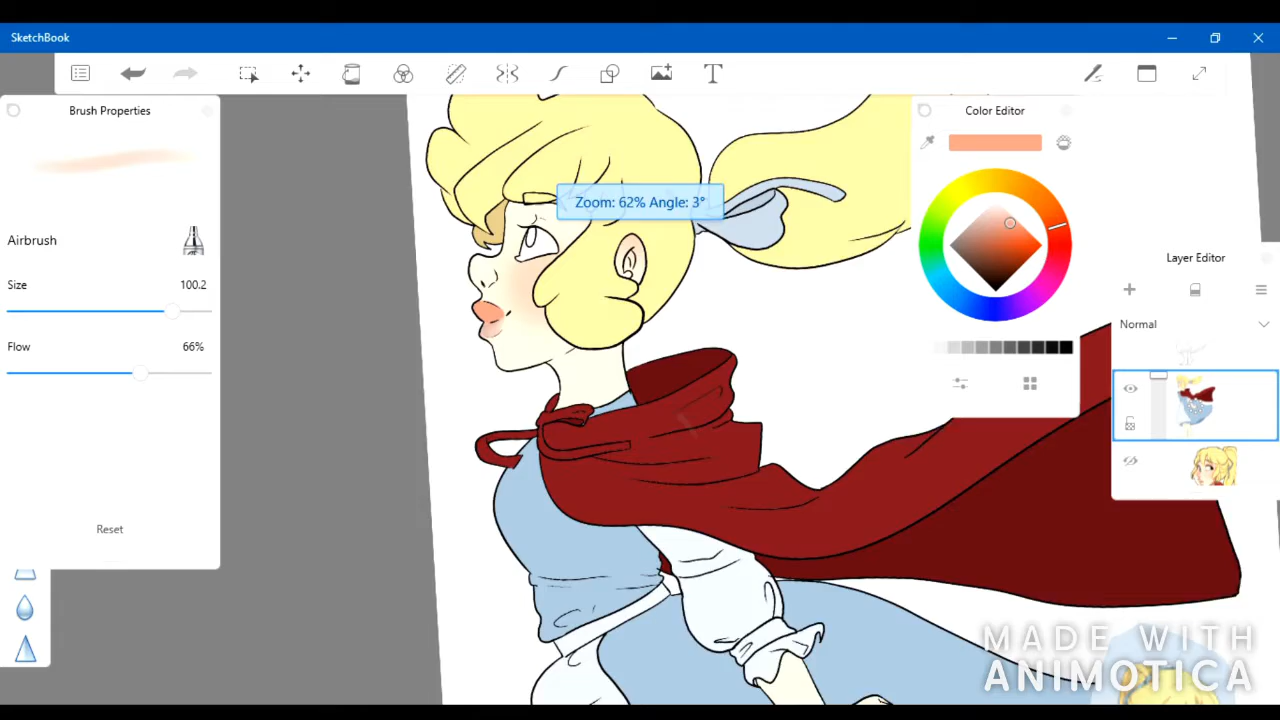 SketchBook
T
Brush Properties
Airbrush
Size 100.2
Flow 66%
Reset
Zoom: 62% Angle: 3°
Color Editor
Layer Editor
Normal
MADE WITH
ANIMOTICA